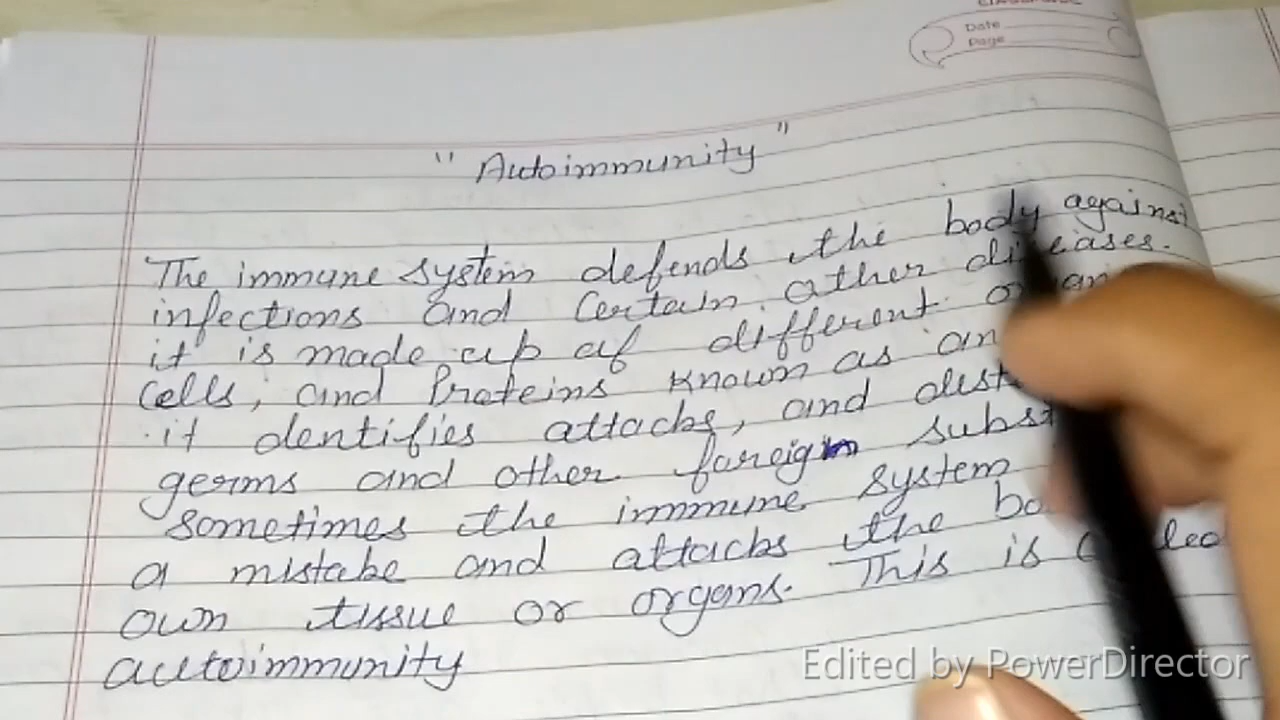 Date
Page
" Autoimmunity "
The immune system defends the body against
infections and certain other diseases.
it is made up of different
cells, and Proteins known as
it dentifies attacks, and
germs and other foreign
sometimes the immune system
a mistake and attacks the
own tissue or organs. This is
autoimmunity
Edited by PowerDirector